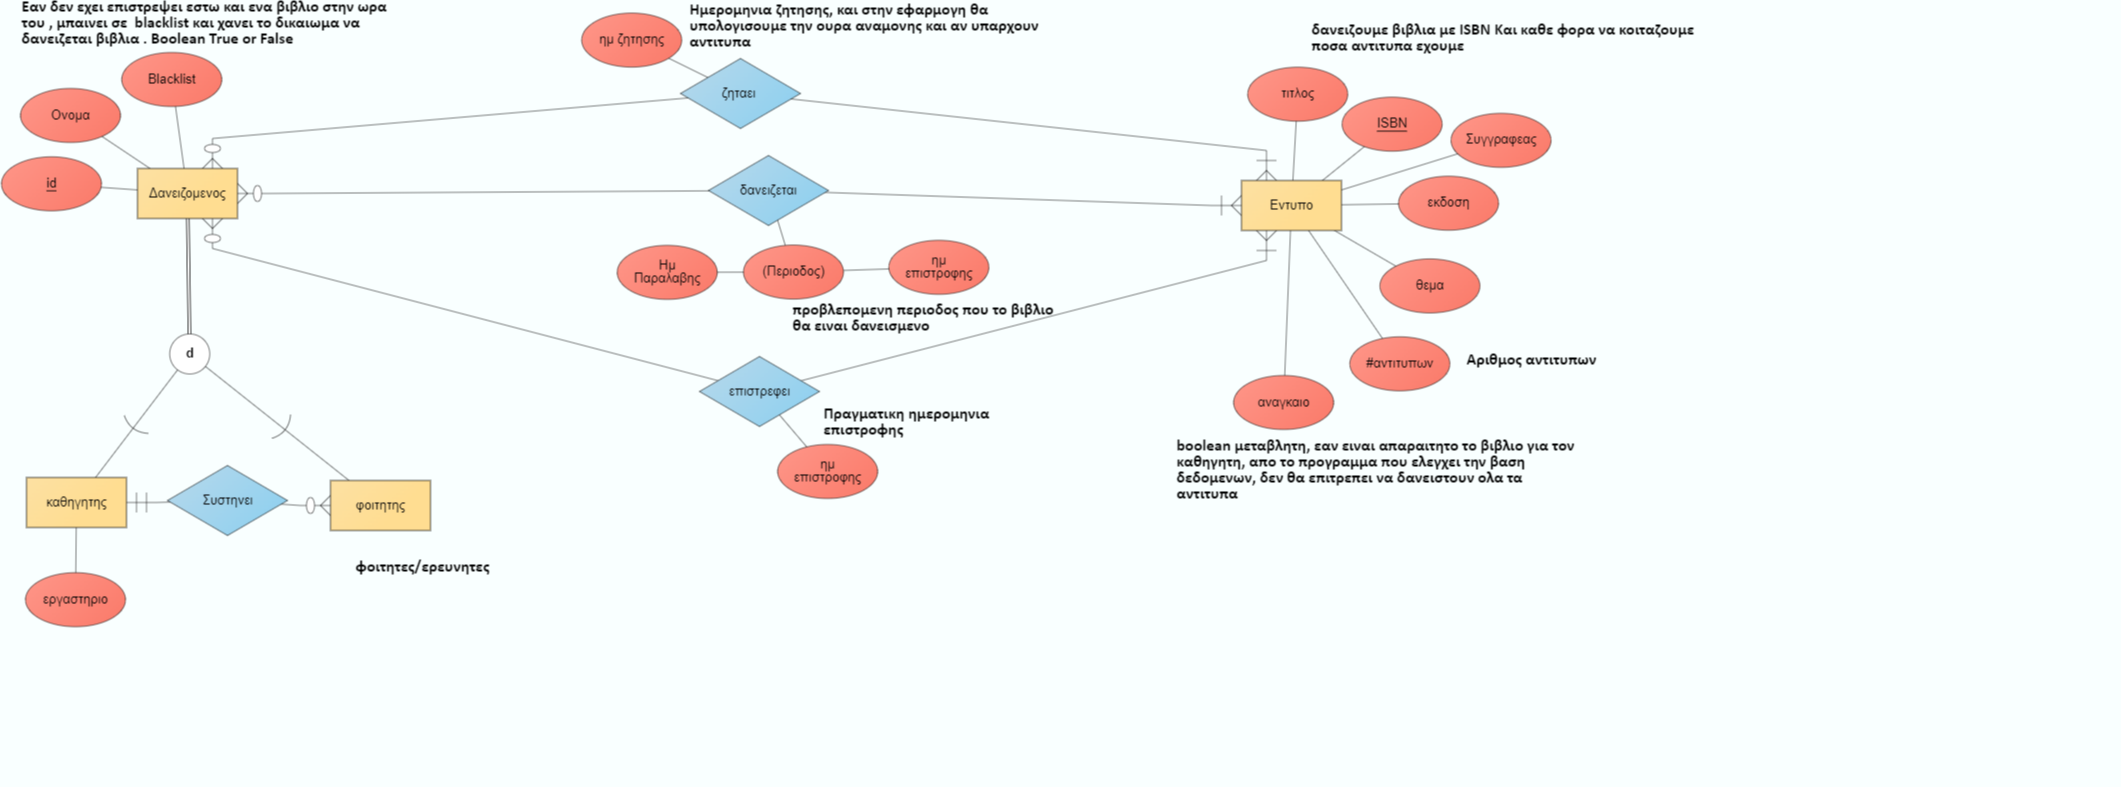 Εαν δεν εχει επιστρεψει εστω και ενα βιβλιο στην ωρα
του , μπαινει σε blacklist και χανει το δικαιωμα να
δανειζεται βιβλια . Boolean True or False
Ημερομηνια ζητησης, και στην εφαρμογη θα
υπολογισουμε την ουρα αναμονης και αν υπαρχουν
αντιτυπα
δανειζουμε βιβλια με ISBN Και καθε φορα να κοιταζουμε
ποσα αντιτυπα εχουμε
ημ ζητησης
Blacklist
Ονομα
id
ζηταει
τιτλος
ISBN
Συγγραφεας
Δανειζομενος
δανειζεται
Εντυπο
εκδοση
Ημ
Παραλαβης
(Περιοδος)
ημ
επιστροφης
θεμα
προβλεπομενη περιοδος που το βιβλιο
θα ειναι δανεισμενο
d
#αντιτυπων
Αριθμος αντιτυπων
επιστρεφει
αναγκαιο
Πραγματικη ημερομηνια
επιστροφης
ημ
επιστροφης
boolean μεταβλητη, εαν ειναι απαραιτητο το βιβλιο για τον
καθηγητη, απο το προγραμμα που ελεγχει την βαση
δεδομενων, δεν θα επιτρεπει να δανειστουν ολα τα
αντιτυπα
καθηγητης
Συστηνει
φοιτητης
φοιτητες/ερευνητες
εργαστηριο